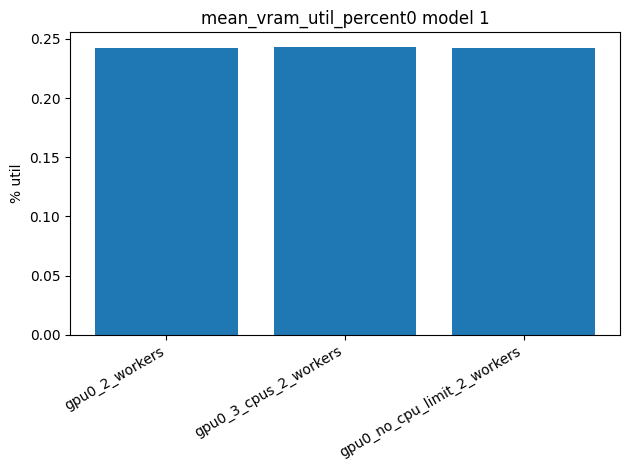 mean_vram_util_percent0 model 1
% util
0.25
0.20
0.15
0.10
0.05
0.00
gpu0_2_workers
gpu0_3_cpus_2_workers
gpu0_no_cpu_limit_2_workers